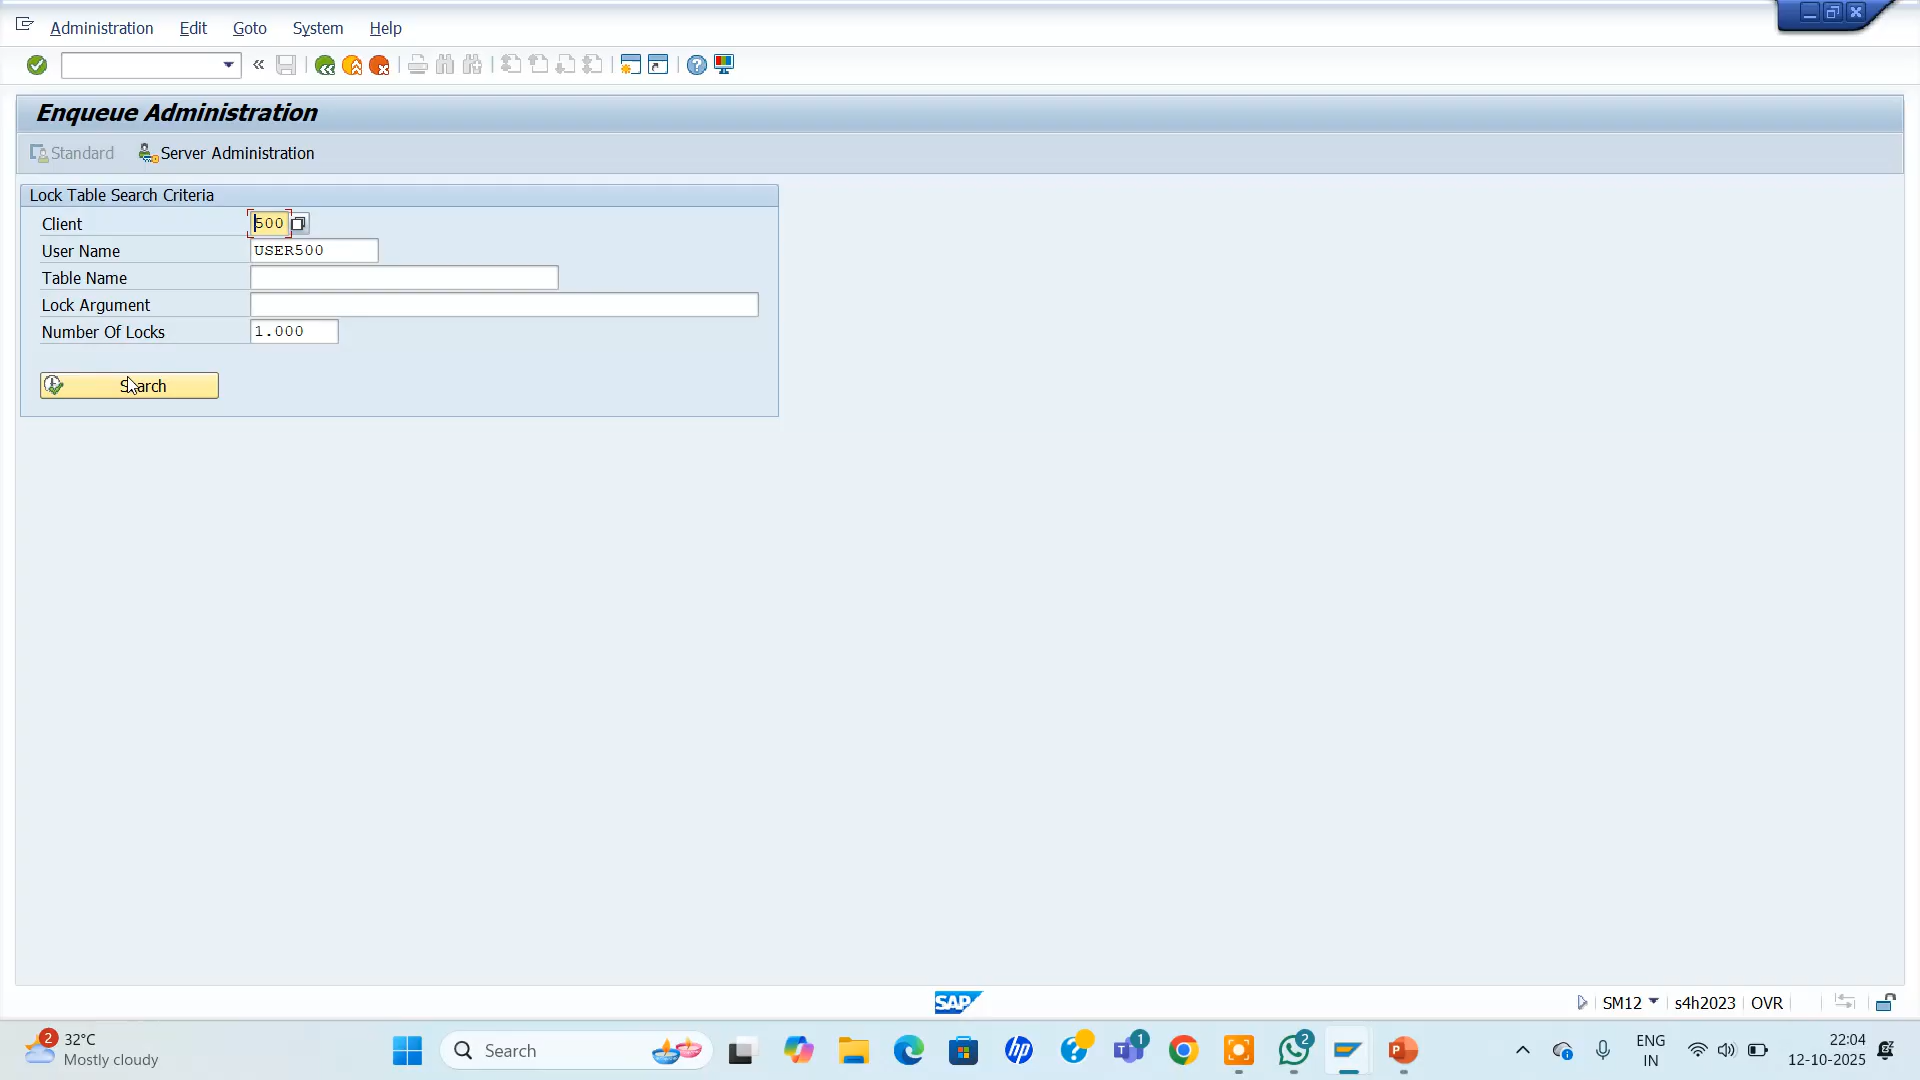 Administration Edit Goto System Help
Enqueue Administration
Standard Server Administration
Lock Table Search Criteria
Client 500
User Name USER500
Table Name
Lock Argument
Number Of Locks 1.000
Search
SAP
SM12 s4h2023 OVR
2 32°C
Mostly cloudy
Search
hp
1
2
ENG
IN
22:04
12-10-2025